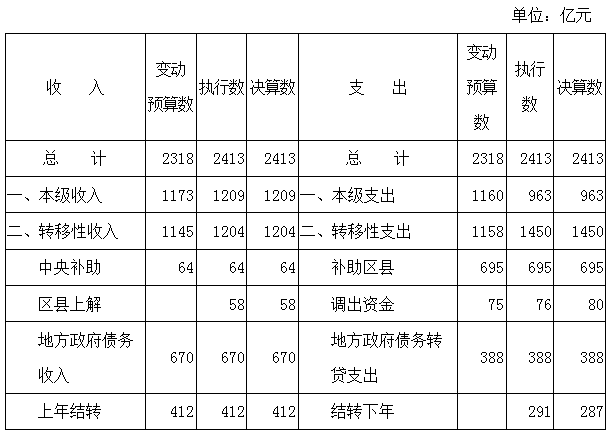 单位：亿元
收 入 变动预算数 执行数 决算数 支 出 变动预算数 执行数 决算数
总 计 2318 2413 2413 总 计 2318 2413 2413
一、本级收入 1173 1209 1209 一、本级支出 1160 963 963
二、转移性收入 1145 1204 1204 二、转移性支出 1158 1450 1450
中央补助 64 64 64 补助区县 695 695 695
区县上解 58 58 调出资金 75 76 80
地方政府债务收入 670 670 670 地方政府债务转贷支出 388 388 388
上年结转 412 412 412 结转下年 291 287